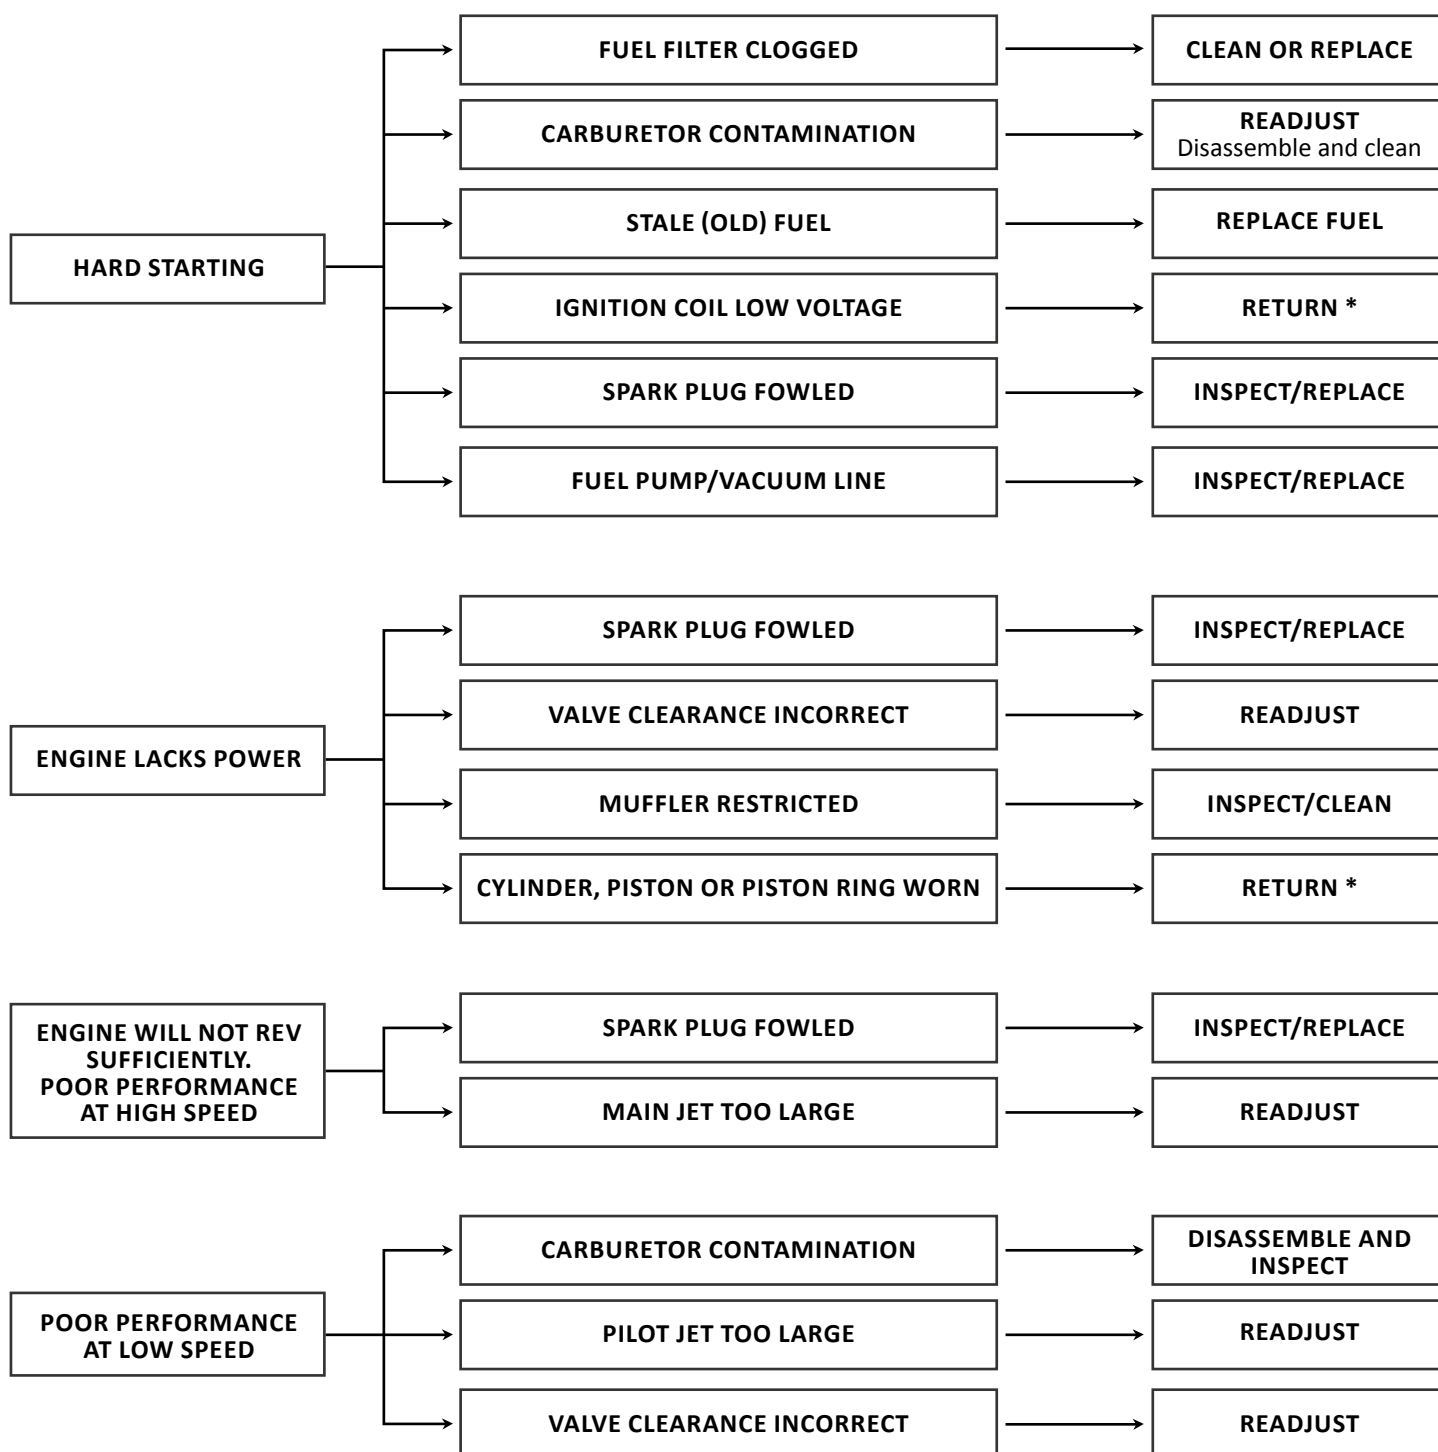 FUEL FILTER CLOGGED
CLEAN OR REPLACE
CARBURETOR CONTAMINATION
READJUST
Disassemble and clean
STALE (OLD) FUEL
REPLACE FUEL
HARD STARTING
IGNITION COIL LOW VOLTAGE
RETURN *
SPARK PLUG FOWLED
INSPECT/REPLACE
FUEL PUMP/VACUUM LINE
INSPECT/REPLACE
SPARK PLUG FOWLED
INSPECT/REPLACE
VALVE CLEARANCE INCORRECT
READJUST
ENGINE LACKS POWER
MUFFLER RESTRICTED
INSPECT/CLEAN
CYLINDER, PISTON OR PISTON RING WORN
RETURN *
ENGINE WILL NOT REV
SUFFICIENTLY.
POOR PERFORMANCE
AT HIGH SPEED
SPARK PLUG FOWLED
INSPECT/REPLACE
MAIN JET TOO LARGE
READJUST
CARBURETOR CONTAMINATION
DISASSEMBLE AND
INSPECT
POOR PERFORMANCE
AT LOW SPEED
PILOT JET TOO LARGE
READJUST
VALVE CLEARANCE INCORRECT
READJUST